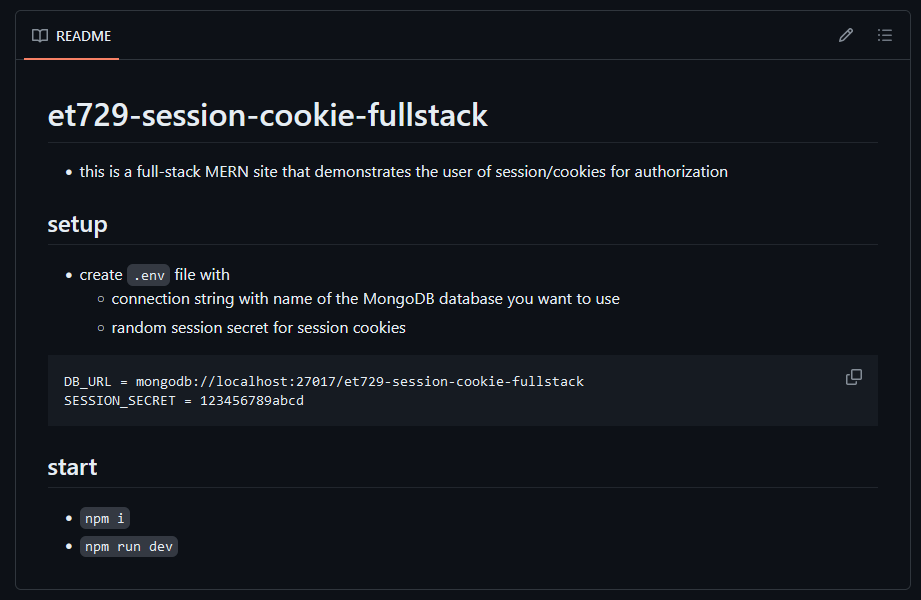 README
et729-session-cookie-fullstack
this is a full-stack MERN site that demonstrates the user of session/cookies for authorization
setup
create .env file with
connection string with name of the MongoDB database you want to use
random session secret for session cookies
DB_URL = mongodb://localhost:27017/et729-session-cookie-fullstack
SESSION_SECRET = 123456789abcd
start
npm i
npm run dev